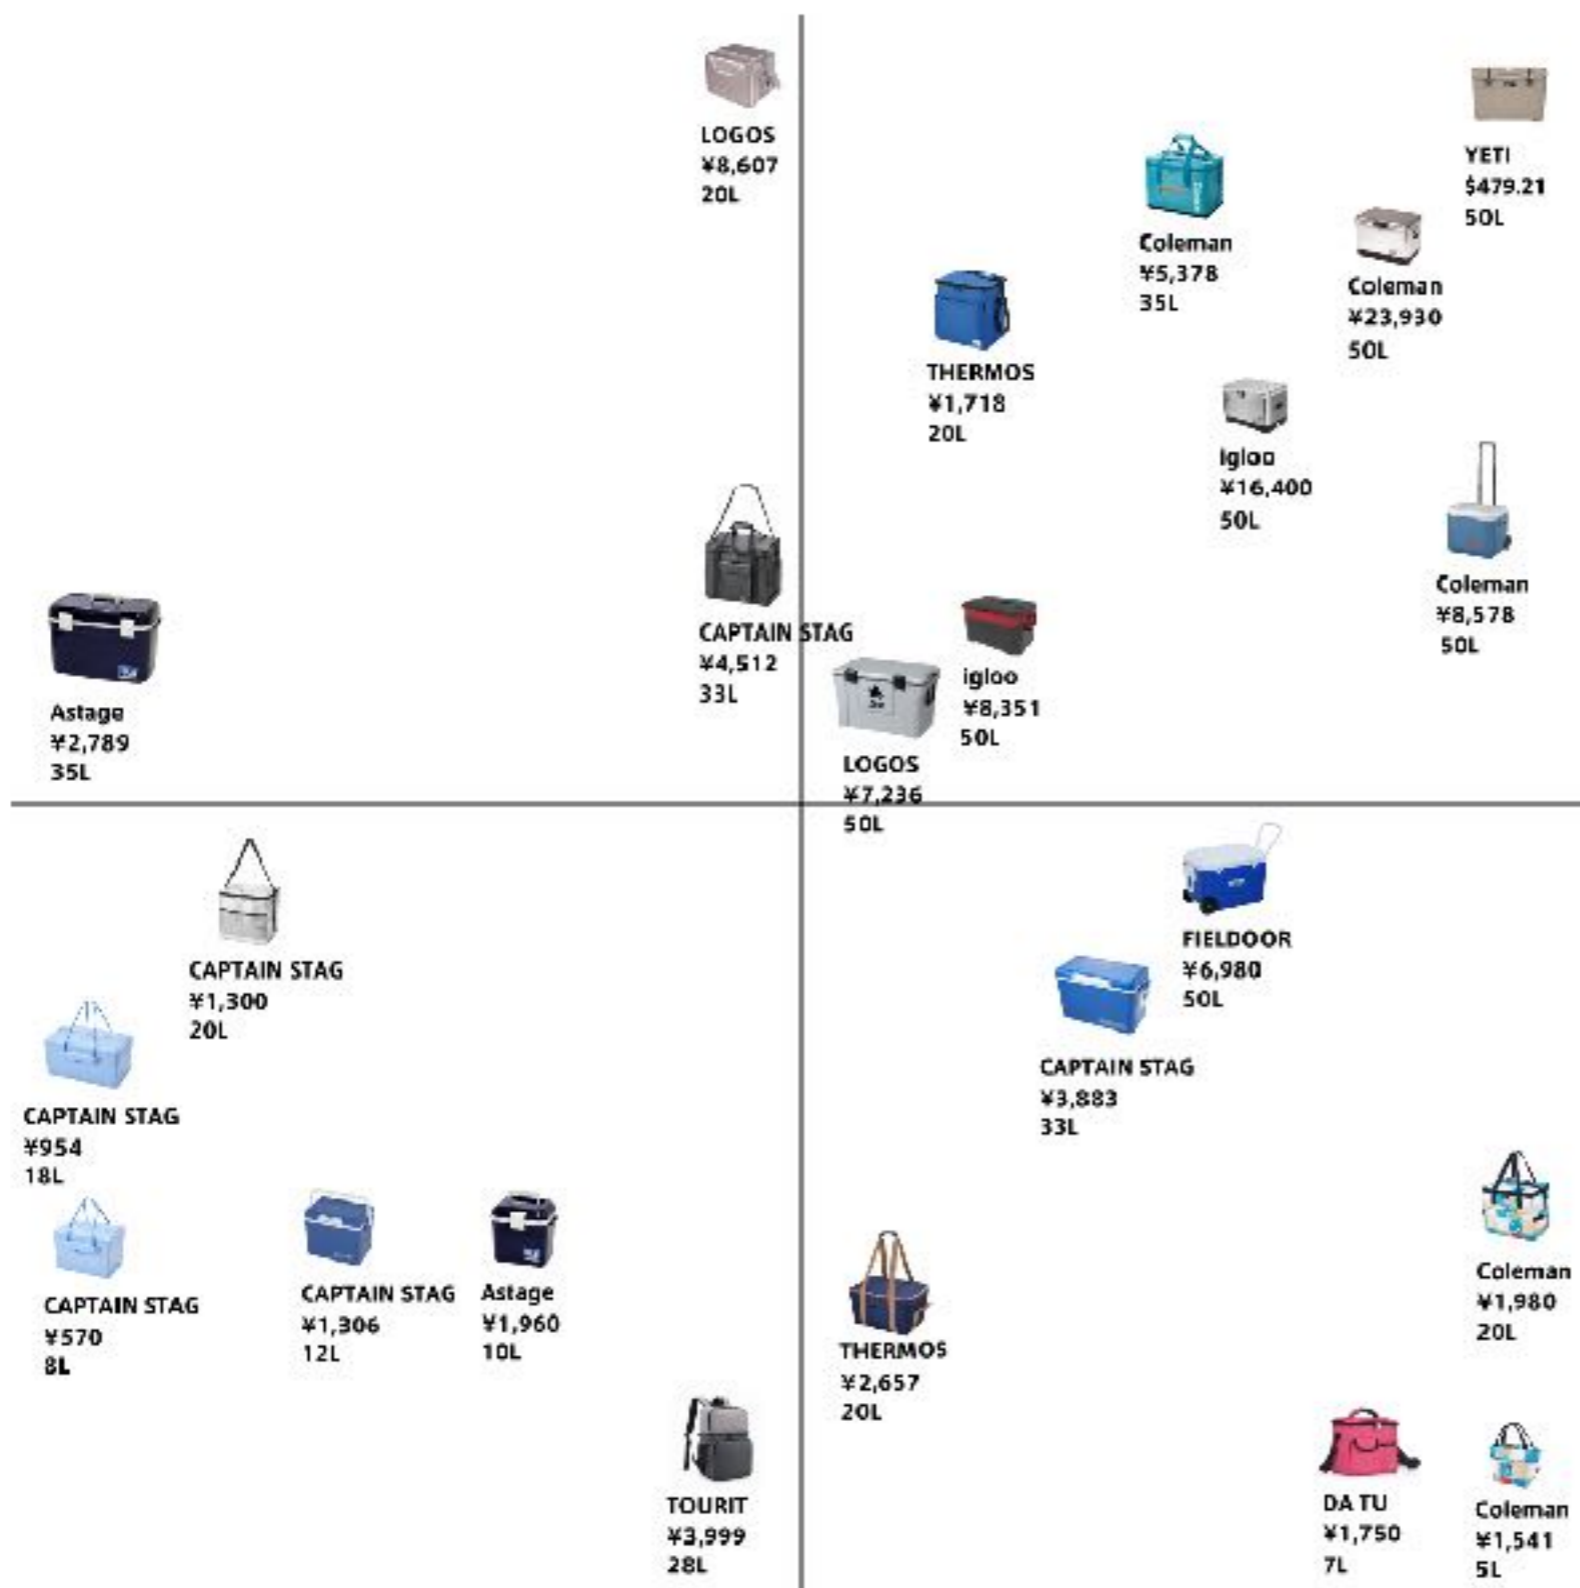 LOGOS
¥8,607
20L
YETI
$479.21
50L
Coleman
¥5,378
35L
Coleman
¥23,930
50L
THERMOS
¥1,718
20L
igloo
¥16,400
50L
Coleman
¥8,578
50L
CAPTAIN STAG
¥4,512
33L
igloo
¥8,351
50L
Astage
¥2,789
35L
LOGOS
¥7,236
50L
CAPTAIN STAG
¥1,300
20L
FIELDOOR
¥6,980
50L
CAPTAIN STAG
¥3,883
33L
CAPTAIN STAG
¥954
18L
CAPTAIN STAG
¥570
8L
CAPTAIN STAG
¥1,306
12L
Astage
¥1,960
10L
Coleman
¥1,980
20L
THERMOS
¥2,657
20L
TOURIT
¥3,999
28L
DA TU
¥1,750
7L
Coleman
¥1,541
5L